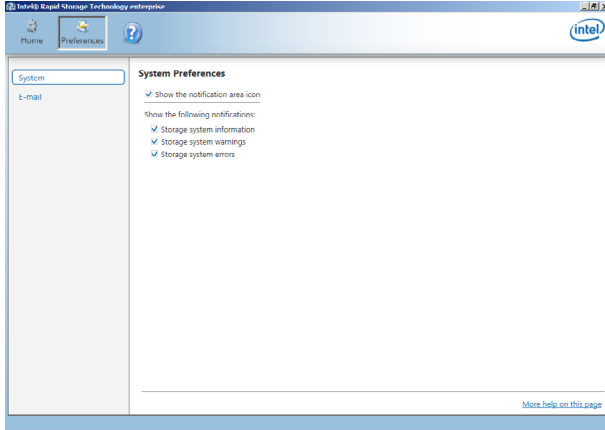 Intel® Rapid Storage Technology enterprise
Home
Preferences
?
intel
System
E-mail
System Preferences
Show the notification area icon
Show the following notifications:
Storage system information
Storage system warnings
Storage system errors
More help on this page